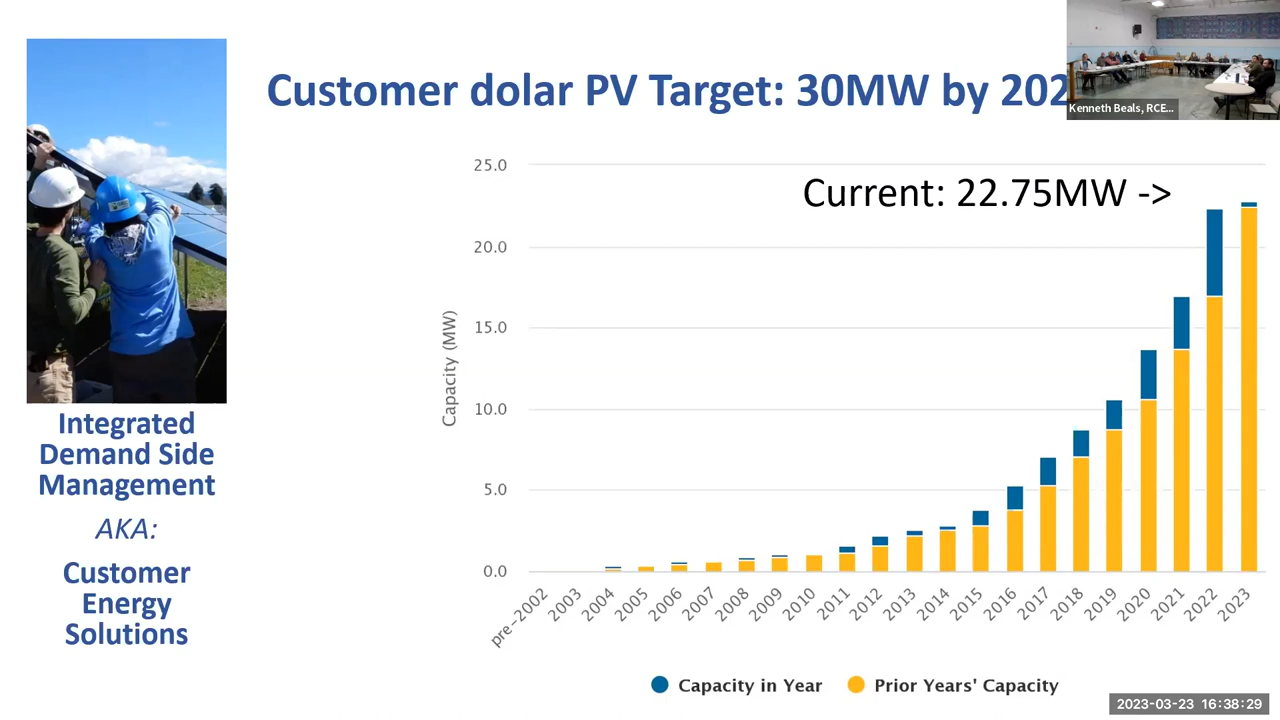 Customer dolar PV Target: 30MW by 202
Kenneth Beals, RCE...
Integrated
Demand Side
Management
AKA:
Customer
Energy
Solutions
Current: 22.75MW ->
Capacity (MW)
25.0
20.0
15.0
10.0
5.0
0.0
pre-2002
2003
2004
2005
2006
2007
2008
2009
2010
2011
2012
2013
2014
2015
2016
2017
2018
2019
2020
2021
2022
2023
Capacity in Year
Prior Years' Capacity
2023-03-23 16:38:29